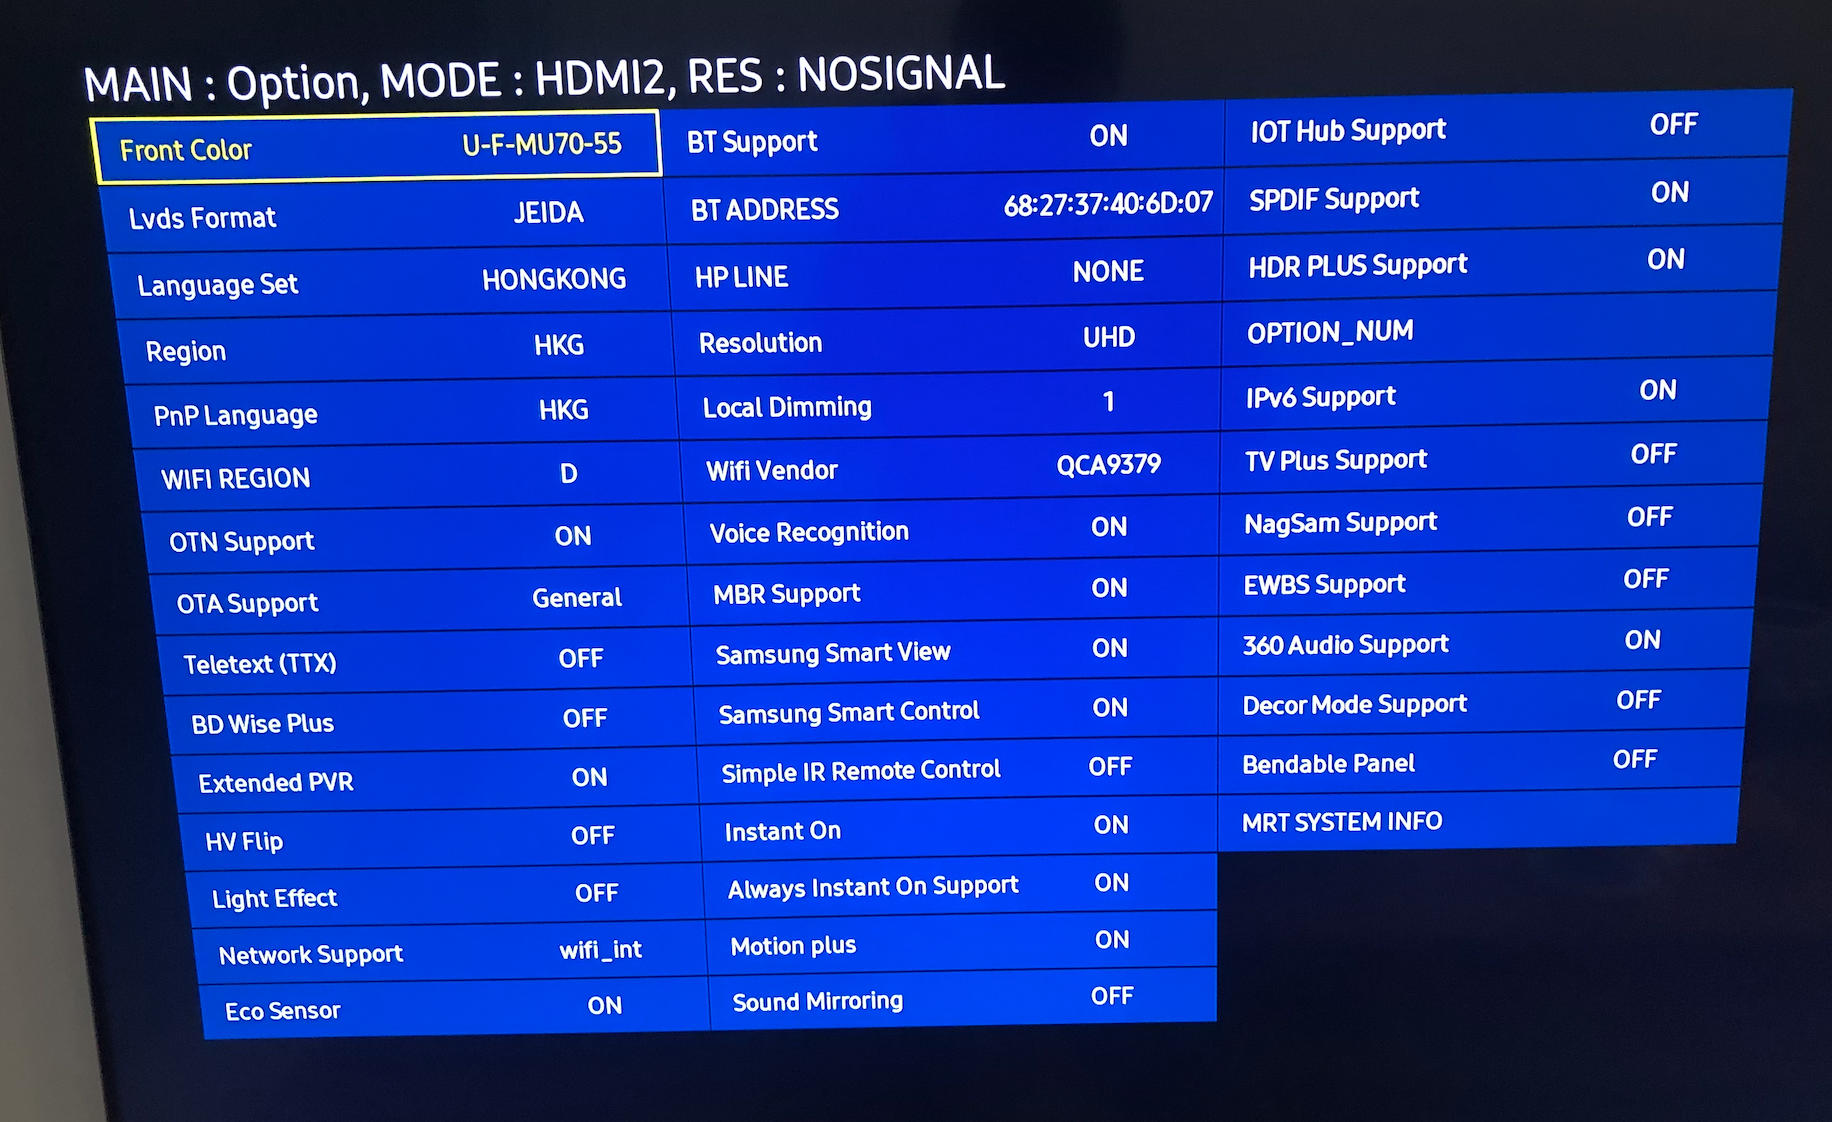 MAIN : Option, MODE : HDMI2, RES : NOSIGNAL
Front Color U-F-MU70-55
Lvds Format JEIDA
Language Set HONGKONG
Region HKG
PnP Language HKG
WIFI REGION D
OTN Support ON
OTA Support General
Teletext (TTX) OFF
BD Wise Plus OFF
Extended PVR ON
HV Flip OFF
Light Effect OFF
Network Support wifi_int
Eco Sensor ON
BT Support ON
BT ADDRESS 68:27:37:40:6D:07
HP LINE NONE
Resolution UHD
Local Dimming 1
Wifi Vendor QCA9379
Voice Recognition ON
MBR Support ON
Samsung Smart View ON
Samsung Smart Control ON
Simple IR Remote Control OFF
Instant On ON
Always Instant On Support ON
Motion plus ON
Sound Mirroring OFF
IOT Hub Support OFF
SPDIF Support ON
HDR PLUS Support ON
OPTION_NUM
IPv6 Support ON
TV Plus Support OFF
NagSam Support OFF
EWBS Support OFF
360 Audio Support ON
Decor Mode Support OFF
Bendable Panel OFF
MRT SYSTEM INFO